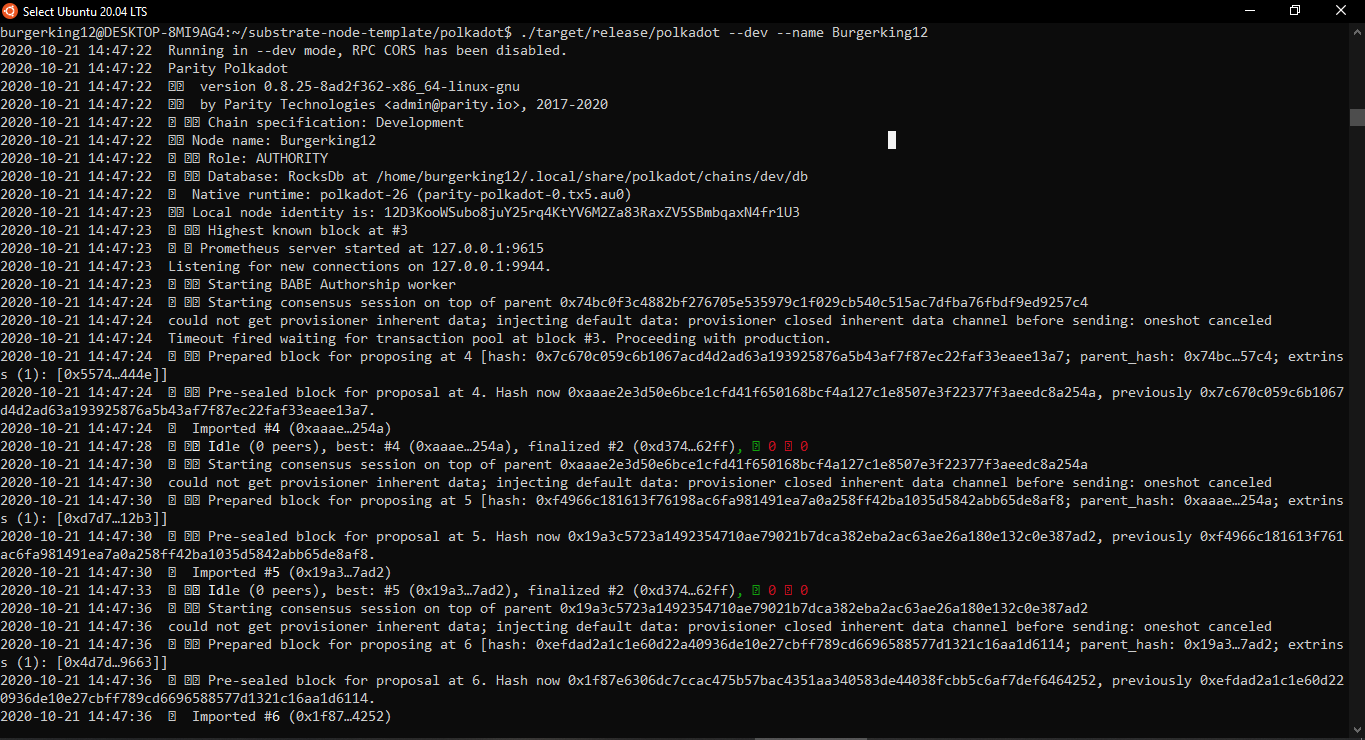 Select Ubuntu 20.04 LTS
burgerking12@DESKTOP-8MI9AG4:~/substrate-node-template/polkadot$ ./target/release/polkadot --dev --name Burgerking12
2020-10-21 14:47:22 Running in --dev mode, RPC CORS has been disabled.
2020-10-21 14:47:22 Parity Polkadot
2020-10-21 14:47:22 version 0.8.25-8ad2f362-x86_64-linux-gnu
2020-10-21 14:47:22 by Parity Technologies <admin@parity.io>, 2017-2020
2020-10-21 14:47:22 Chain specification: Development
2020-10-21 14:47:22 Node name: Burgerking12
2020-10-21 14:47:22 Role: AUTHORITY
2020-10-21 14:47:22 Database: RocksDb at /home/burgerking12/.local/share/polkadot/chains/dev/db
2020-10-21 14:47:22 Native runtime: polkadot-26 (parity-polkadot-0.tx5.au0)
2020-10-21 14:47:23 Local node identity is: 12D3KooWSubo8juY25rq4KtYV6M2Za83RaxZV5SBmbqaxN4fr1U3
2020-10-21 14:47:23 Highest known block at #3
2020-10-21 14:47:23 Prometheus server started at 127.0.0.1:9615
2020-10-21 14:47:23 Listening for new connections on 127.0.0.1:9944.
2020-10-21 14:47:23 Starting BABE Authorship worker
2020-10-21 14:47:24 Starting consensus session on top of parent 0x74bc0f3c4882bf276705e535979c1f029cb540c515ac7dfba76fbdf9ed9257c4
2020-10-21 14:47:24 could not get provisioner inherent data; injecting default data: provisioner closed inherent data channel before sending: oneshot canceled
2020-10-21 14:47:24 Timeout fired waiting for transaction pool at block #3. Proceeding with production.
2020-10-21 14:47:24 Prepared block for proposing at 4 [hash: 0x7c670c059c6b1067acd4d2ad63a193925876a5b43af7f87ec22faf33eaee13a7; parent_hash: 0x74bc…57c4; extrins
s (1): [0x5574…444e]]
2020-10-21 14:47:24 Pre-sealed block for proposal at 4. Hash now 0xaaae2e3d50e6bce1cfd41f650168bcf4a127c1e8507e3f22377f3aeedc8a254a, previously 0x7c670c059c6b1067
d4d2ad63a193925876a5b43af7f87ec22faf33eaee13a7.
2020-10-21 14:47:24 Imported #4 (0xaaae…254a)
2020-10-21 14:47:28 Idle (0 peers), best: #4 (0xaaae…254a), finalized #2 (0xd374…62ff), 0 0
2020-10-21 14:47:30 Starting consensus session on top of parent 0xaaae2e3d50e6bce1cfd41f650168bcf4a127c1e8507e3f22377f3aeedc8a254a
2020-10-21 14:47:30 could not get provisioner inherent data; injecting default data: provisioner closed inherent data channel before sending: oneshot canceled
2020-10-21 14:47:30 Prepared block for proposing at 5 [hash: 0xf4966c181613f76198ac6fa981491ea7a0a258ff42ba1035d5842abb65de8af8; parent_hash: 0xaaae…254a; extrins
s (1): [0xd7d7…12b3]]
2020-10-21 14:47:30 Pre-sealed block for proposal at 5. Hash now 0x19a3c5723a1492354710ae79021b7dca382eba2ac63ae26a180e132c0e387ad2, previously 0xf4966c181613f761
ac6fa981491ea7a0a258ff42ba1035d5842abb65de8af8.
2020-10-21 14:47:30 Imported #5 (0x19a3…7ad2)
2020-10-21 14:47:33 Idle (0 peers), best: #5 (0x19a3…7ad2), finalized #2 (0xd374…62ff), 0 0
2020-10-21 14:47:36 Starting consensus session on top of parent 0x19a3c5723a1492354710ae79021b7dca382eba2ac63ae26a180e132c0e387ad2
2020-10-21 14:47:36 could not get provisioner inherent data; injecting default data: provisioner closed inherent data channel before sending: oneshot canceled
2020-10-21 14:47:36 Prepared block for proposing at 6 [hash: 0xefdad2a1c1e60d22a40936de10e27cbff789cd6696588577d1321c16aa1d6114; parent_hash: 0x19a3…7ad2; extrins
s (1): [0x4d7d…9663]]
2020-10-21 14:47:36 Pre-sealed block for proposal at 6. Hash now 0x1f87e6306dc7ccac475b57bac4351aa340583de44038fcbb5c6af7def6464252, previously 0xefdad2a1c1e60d22
0936de10e27cbff789cd6696588577d1321c16aa1d6114.
2020-10-21 14:47:36 Imported #6 (0x1f87…4252)